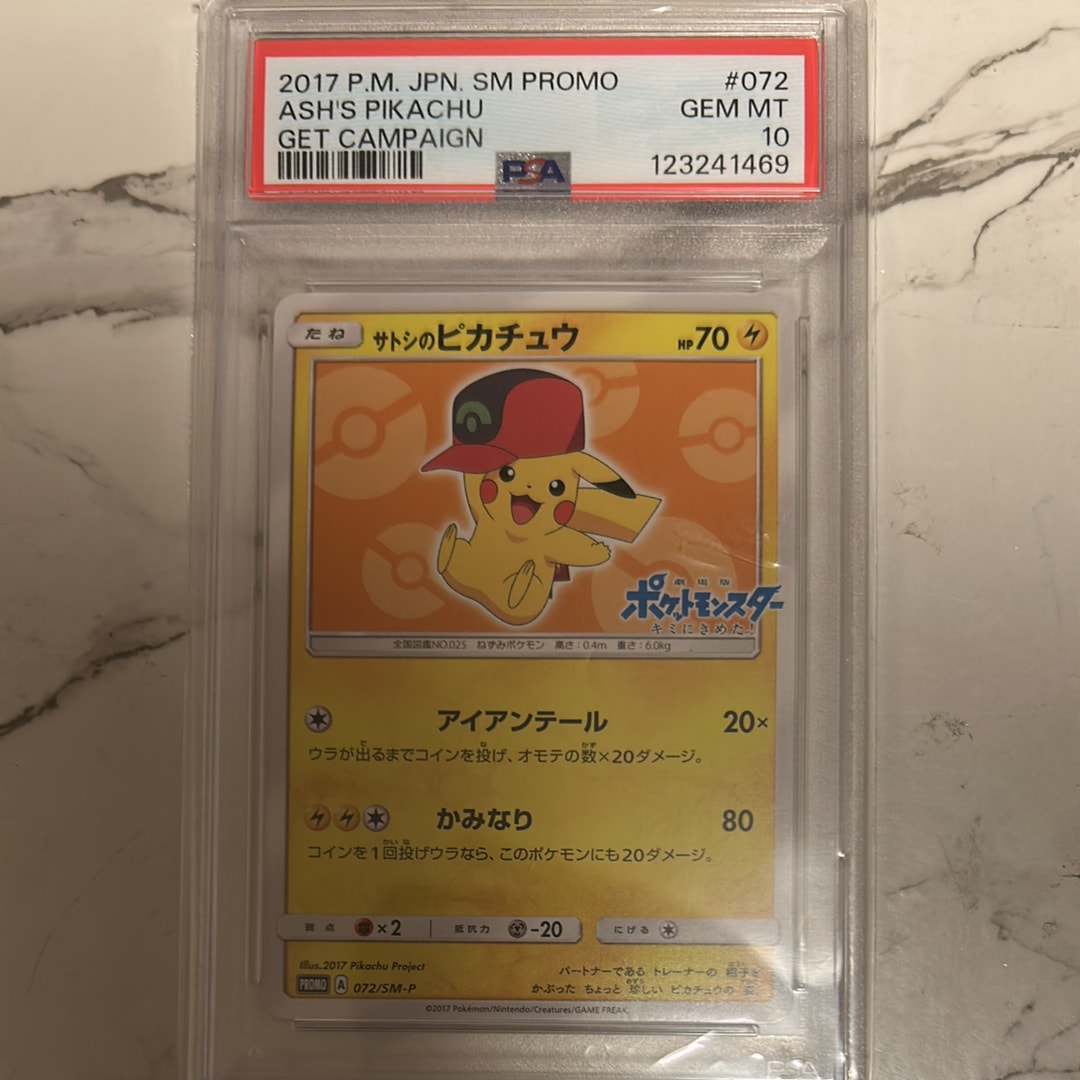 2017 P.M. JPN. SM PROMO #072
ASH'S PIKACHU GEM MT
GET CAMPAIGN 10
PSA 123241469
たね サトシのピカチュウ HP70
劇場版
ポケットモンスター
キミにきめた!
全国図鑑NO.025 ねずみポケモン 高さ:0.4m 重さ:6.0kg
アイアンテール 20×
ウラが出るまでコインを投げ、オモテの数×20ダメージ。
かみなり 80
コインを1回投げウラなら、このポケモンにも20ダメージ。
弱点 ×2 抵抗力 -20 にげる
Illus.2017 Pikachu Project
パートナーである トレーナーの 帽子を
かぶった ちょっと 珍しい ピカチュウの 姿。
PROMO A 072/SM-P
©2017 Pokémon/Nintendo/Creatures/GAME FREAK.
PSA